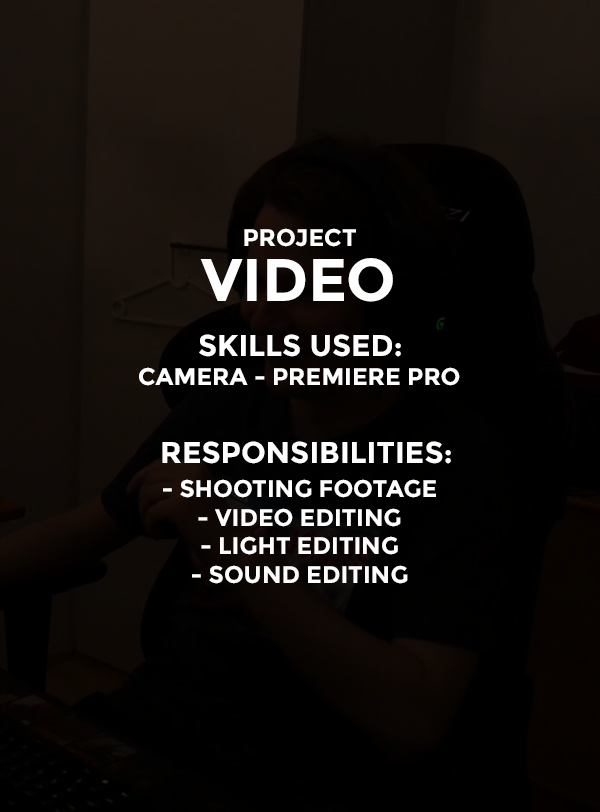 PROJECT
VIDEO
SKILLS USED:
CAMERA - PREMIERE PRO
RESPONSIBILITIES:
- SHOOTING FOOTAGE
- VIDEO EDITING
- LIGHT EDITING
- SOUND EDITING